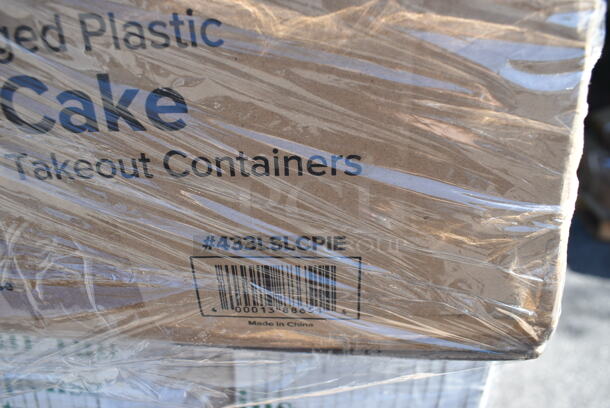 ged Plastic
Cake
Takeout Containers
#433LSLCPIE
Made in China